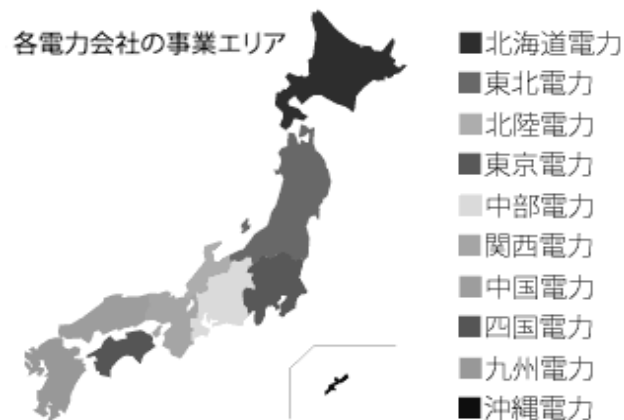 各電力会社の事業エリア
北海道電力
東北電力
北陸電力
東京電力
中部電力
関西電力
中国電力
四国電力
九州電力
沖縄電力